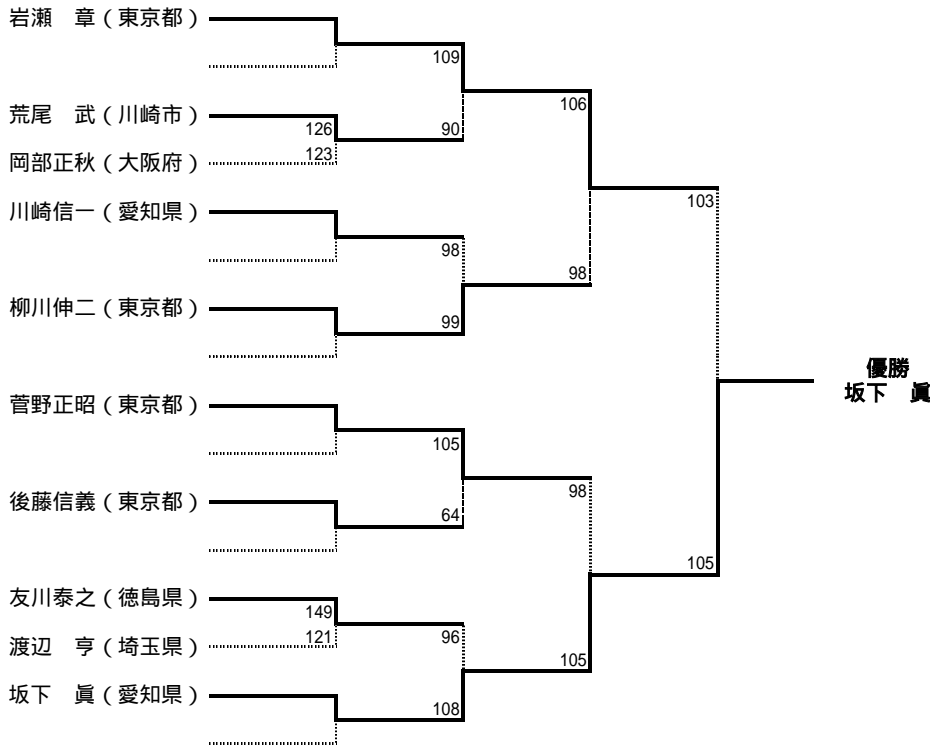 岩瀬　章（東京都）
109
106
荒尾　武（川崎市）
126
90
岡部正秋（大阪府）
123
103
川崎信一（愛知県）
98
98
柳川伸二（東京都）
99
優勝
坂下　眞
菅野正昭（東京都）
105
98
後藤信義（東京都）
64
105
友川泰之（徳島県）
149
渡辺　亨（埼玉県）
121
96
105
坂下　眞（愛知県）
108